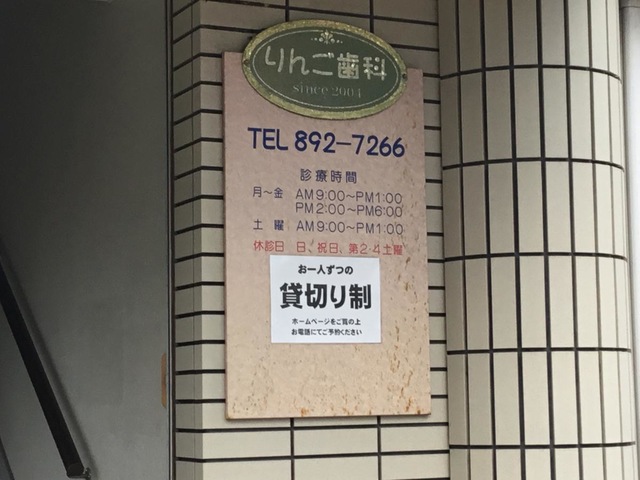 りんご歯科
since 2004
TEL 892-7266
診療時間
月〜金 AM9:00〜PM1:00
PM2:00〜PM6:00
土曜 AM9:00〜PM1:00
休診日 日、祝日、第2・4土曜
お一人ずつの
貸切り制
ホームページをご覧の上
お電話にてご予約ください